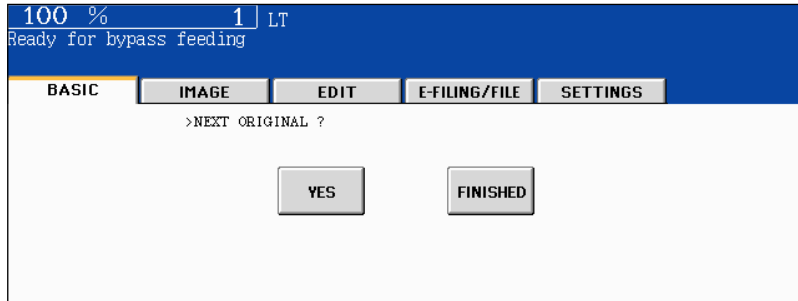 100 % 1 LT
Ready for bypass feeding
BASIC IMAGE EDIT E-FILING/FILE SETTINGS
>NEXT ORIGINAL ?
YES FINISHED